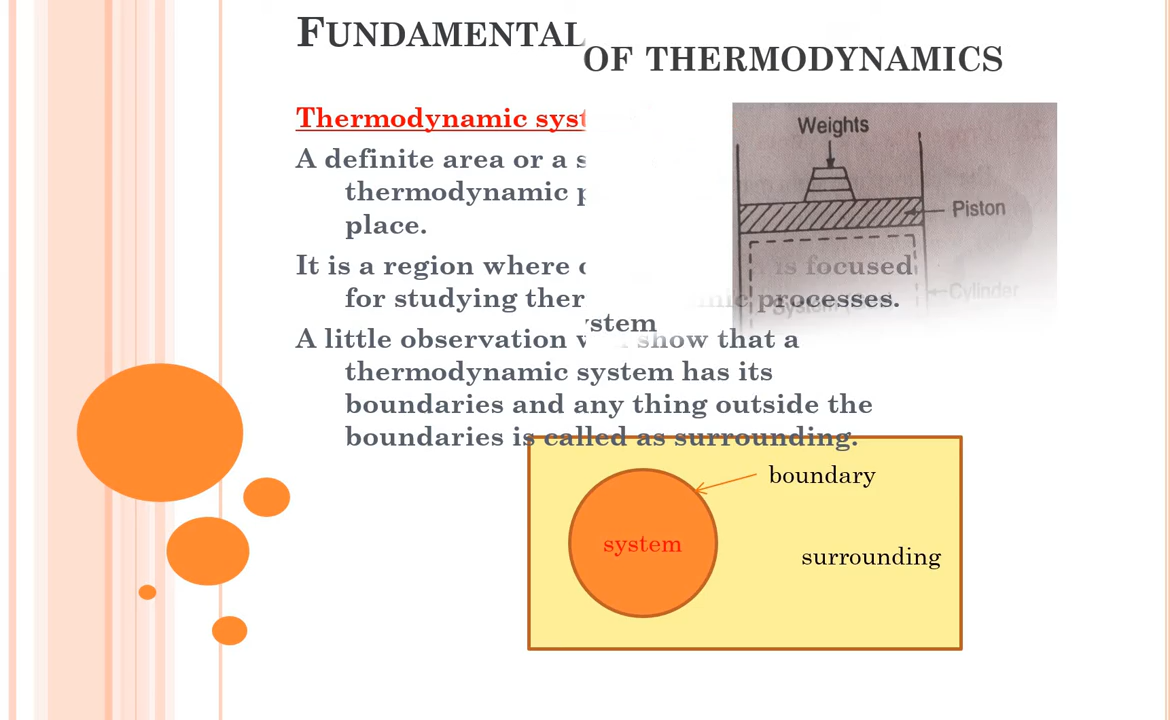 FUNDAMENTAL
OF THERMODYNAMICS
Thermodynamic syst
A definite area or a s
thermodynamic p
place.
It is a region where is focused
for studying ther mic processes.
ystem
A little observation show that a
thermodynamic system has its
boundaries and any thing outside the
boundaries is called as surrounding.
Weights
Piston
Cylinder
System
boundary
system
surrounding